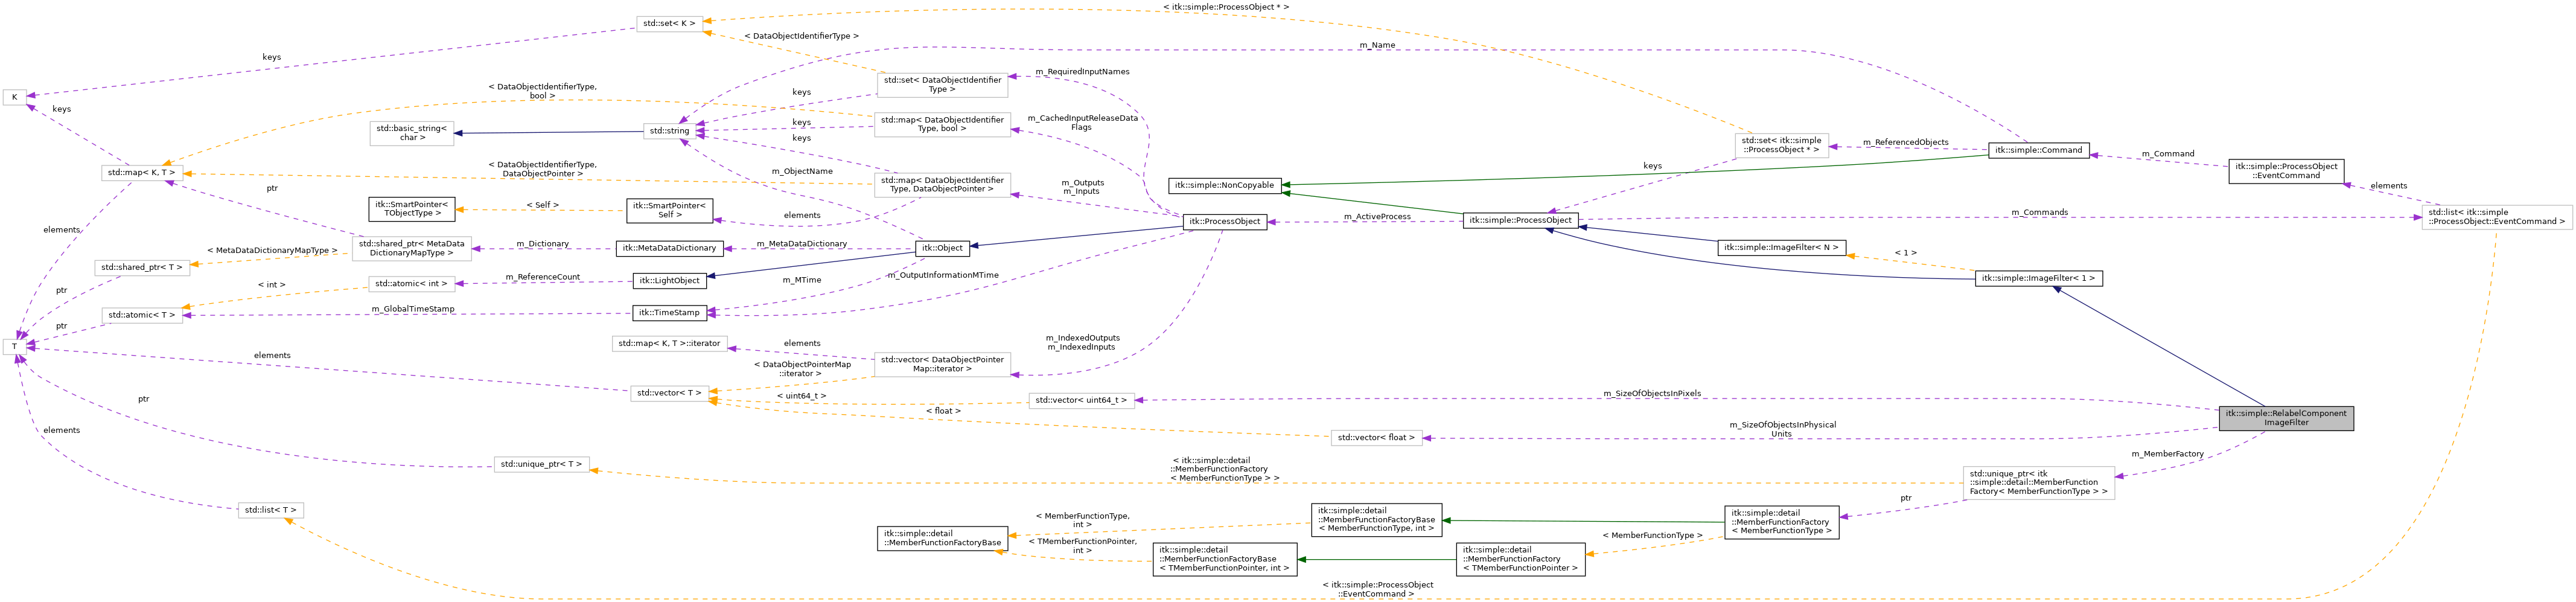 < itk::simple::ProcessObject * >
std::set< K >
< DataObjectIdentifierType >
m_Name
keys
m_RequiredInputNames
std::set< DataObjectIdentifier
Type >
keys
K
keys
< DataObjectIdentifierType,
bool >
std::basic_string<
char >
std::string
keys
keys
std::map< DataObjectIdentifier
Type, bool >
m_CachedInputReleaseData
Flags
std::set< itk::simple
::ProcessObject * >
m_ReferencedObjects
itk::simple::Command
m_Command
itk::simple::ProcessObject
::EventCommand
keys
std::map< K, T >
< DataObjectIdentifierType,
DataObjectPointer >
m_ObjectName
std::map< DataObjectIdentifier
Type, DataObjectPointer >
m_Outputs
m_Inputs
itk::simple::NonCopyable
elements
ptr
itk::SmartPointer<
TObjectType >
< Self >
itk::SmartPointer<
Self >
elements
itk::ProcessObject
m_ActiveProcess
itk::simple::ProcessObject
m_Commands
std::list< itk::simple
::ProcessObject::EventCommand >
elements
< MetaDataDictionaryMapType >
std::shared_ptr< MetaData
DictionaryMapType >
m_Dictionary
itk::MetaDataDictionary
m_MetaDataDictionary
itk::Object
itk::simple::ImageFilter< N >
< 1 >
std::shared_ptr< T >
ptr
< int >
std::atomic< int >
m_ReferenceCount
itk::LightObject
m_MTime
m_OutputInformationMTime
itk::simple::ImageFilter< 1 >
std::atomic< T >
ptr
m_GlobalTimeStamp
itk::TimeStamp
T
std::map< K, T >::iterator
elements
std::vector< DataObjectPointer
Map::iterator >
m_IndexedOutputs
m_IndexedInputs
elements
< DataObjectPointerMap
::iterator >
std::vector< T >
< uint64_t >
std::vector< uint64_t >
m_SizeOfObjectsInPixels
ptr
< float >
std::vector< float >
m_SizeOfObjectsInPhysical
Units
itk::simple::RelabelComponent
ImageFilter
elements
std::unique_ptr< T >
< itk::simple::detail
::MemberFunctionFactory
< MemberFunctionType > >
m_MemberFactory
std::unique_ptr< itk
::simple::detail::MemberFunction
Factory< MemberFunctionType > >
ptr
std::list< T >
itk::simple::detail
::MemberFunctionFactoryBase
< MemberFunctionType,
int >
itk::simple::detail
::MemberFunctionFactoryBase
< MemberFunctionType, int >
itk::simple::detail
::MemberFunctionFactory
< MemberFunctionType >
< TMemberFunctionPointer,
int >
itk::simple::detail
::MemberFunctionFactoryBase
< TMemberFunctionPointer, int >
itk::simple::detail
::MemberFunctionFactory
< TMemberFunctionPointer >
< MemberFunctionType >
< itk::simple::ProcessObject
::EventCommand >